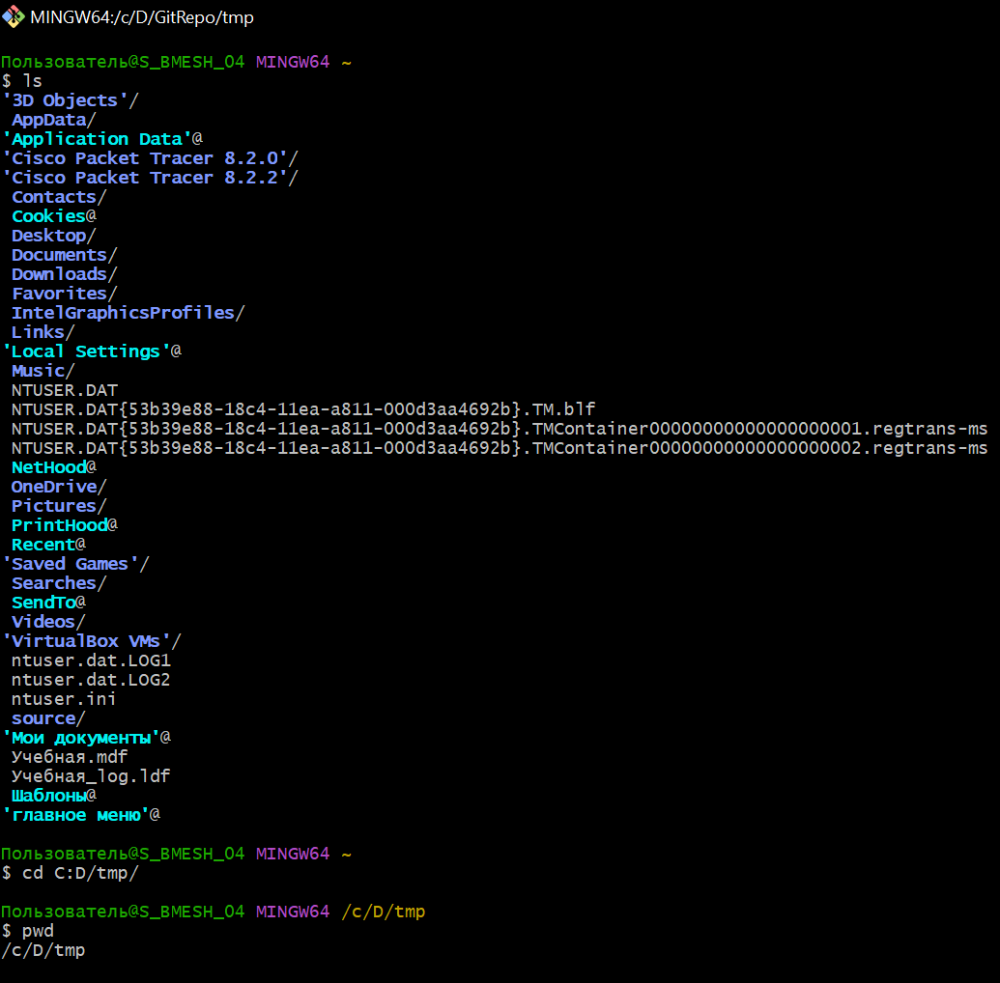 MINGW64:/c/D/GitRepo/tmp
Пользователь@S_BMESH_04 MINGW64 ~
$ ls
'3D Objects'/
AppData/
'Application Data'@
'Cisco Packet Tracer 8.2.0'/
'Cisco Packet Tracer 8.2.2'/
Contacts/
Cookies@
Desktop/
Documents/
Downloads/
Favorites/
IntelGraphicsProfiles/
Links/
'Local Settings'@
Music/
NTUSER.DAT
NTUSER.DAT{53b39e88-18c4-11ea-a811-000d3aa4692b}.TM.blf
NTUSER.DAT{53b39e88-18c4-11ea-a811-000d3aa4692b}.TMContainer00000000000000000001.regtrans-ms
NTUSER.DAT{53b39e88-18c4-11ea-a811-000d3aa4692b}.TMContainer00000000000000000002.regtrans-ms
NetHood@
OneDrive/
Pictures/
PrintHood@
Recent@
'Saved Games'/
Searches/
SendTo@
Videos/
'VirtualBox VMs'/
ntuser.dat.LOG1
ntuser.dat.LOG2
ntuser.ini
source/
'Мои документы'@
Учебная.mdf
Учебная_log.ldf
Шаблоны@
'главное меню'@
Пользователь@S_BMESH_04 MINGW64 ~
$ cd C:D/tmp/
Пользователь@S_BMESH_04 MINGW64 /c/D/tmp
$ pwd
/c/D/tmp